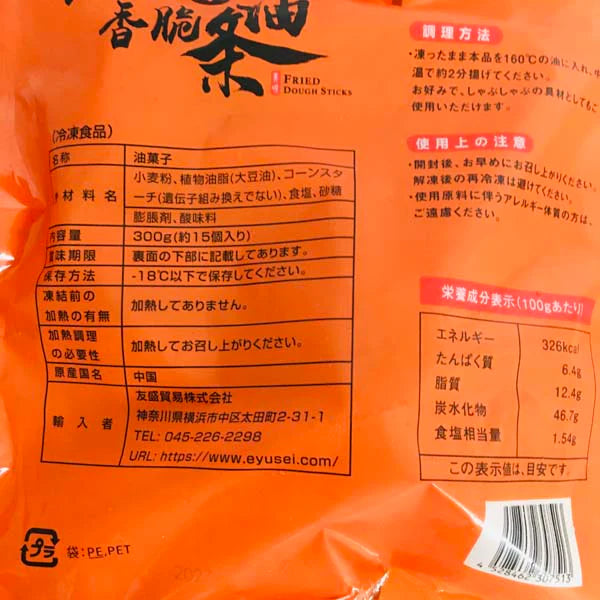 香脆
油条
FRIED
DOUGH STICKS
調理方法
・凍ったまま本品を160℃の油に入れ、中
温で約2分揚げてください。
お好みで、しゃぶしゃぶの具材としてもご
使用いただけます。
使用上の注意
・開封後、お早めにお召し上がりください。
解凍後の再冷凍は避けてください。
・使用原料に伴うアレルギー体質の方は、
ご遠慮ください。
(冷凍食品)
名称 油菓子
材料名 小麦粉、植物油脂(大豆油)、コーンスタ
ーチ(遺伝子組み換えでない)、食塩、砂糖
膨脹剤、酸味料
内容量 300g(約15個入り)
賞味期限 裏面の下部に記載してあります。
保存方法 -18℃以下で保存してください。
凍結前の
加熱の有無 加熱してありません。
加熱調理
の必要性 加熱してお召し上がりください。
原産国名 中国
輸入者 友盛貿易株式会社
神奈川県横浜市中区太田町2-31-1
TEL: 045-226-2298
URL: https://www.eyusei.com/
栄養成分表示(100gあたり)
エネルギー 326kcal
たんぱく質 6.4g
脂質 12.4g
炭水化物 46.7g
食塩相当量 1.54g
この表示値は、目安です。
プラ
袋:PE,PET
4 528462 307513